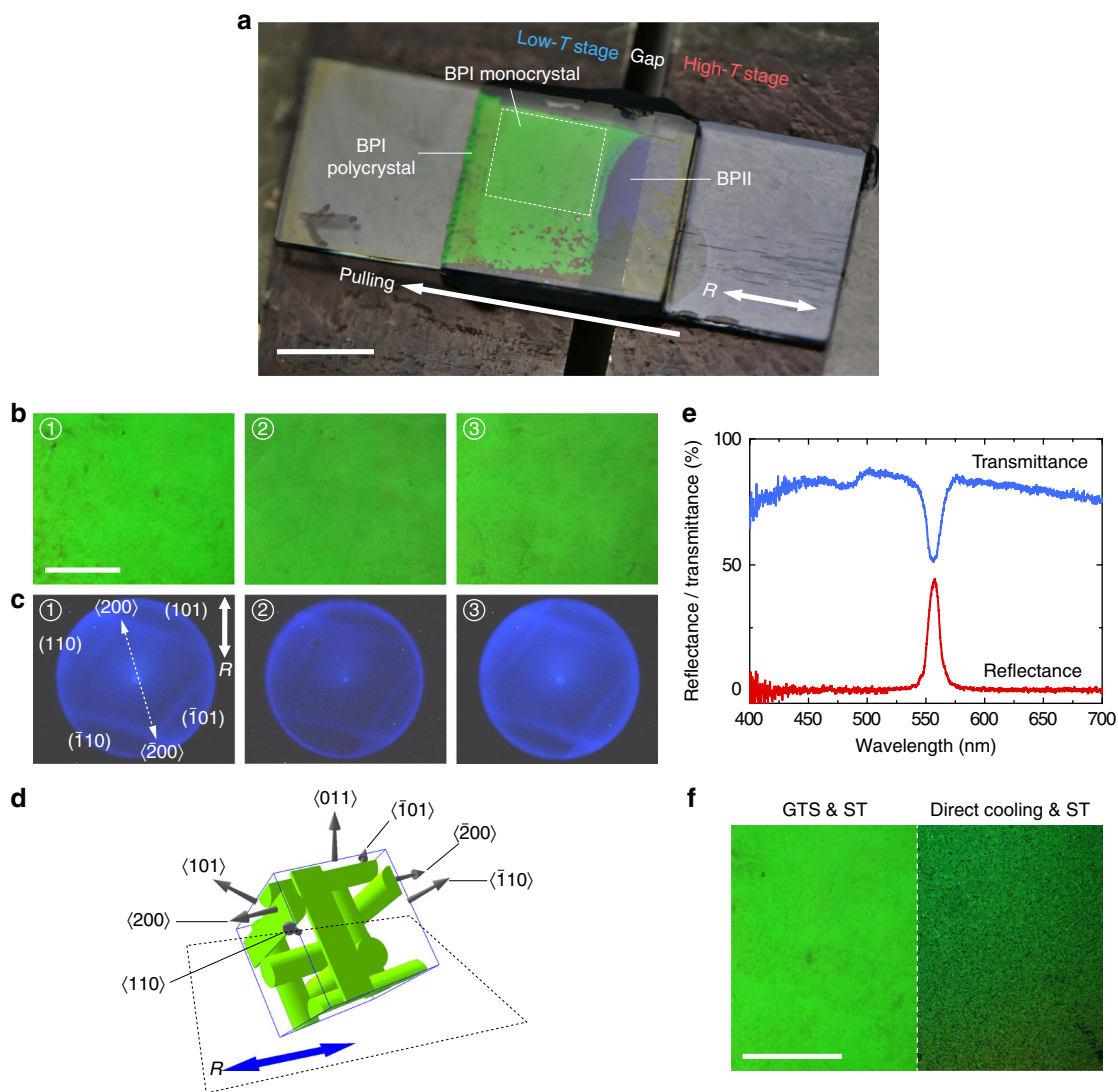 a
Low-T stage Gap High-T stage
BPI monocrystal
BPI
polycrystal
BPII
Pulling
R
b
① ② ③
c
① ② ③
⟨200⟩ (101)
(110)
R
(1̄01)
(1̄10)
⟨2̄00⟩
d
⟨011⟩
⟨1̄01⟩
⟨2̄00⟩
⟨101⟩
⟨1̄10⟩
⟨200⟩
⟨110⟩
R
e
Reflectance / transmittance (%)
100
50
0
Transmittance
Reflectance
400 450 500 550 600 650 700
Wavelength (nm)
f
GTS & ST Direct cooling & ST